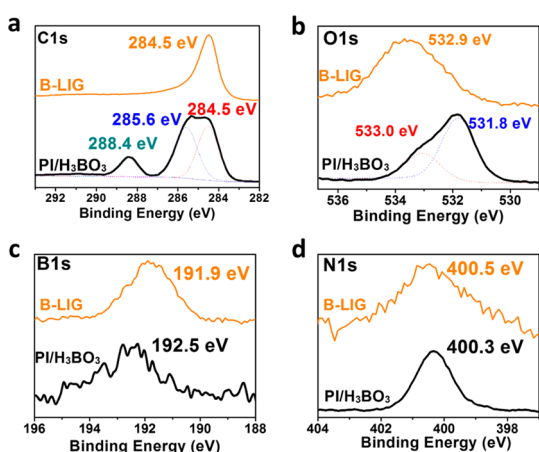 a
C1s
284.5 eV
B-LIG
285.6 eV
284.5 eV
288.4 eV
PI/H₃BO₃
292 290 288 286 284 282
Binding Energy (eV)
b
O1s
532.9 eV
B-LIG
533.0 eV
531.8 eV
PI/H₃BO₃
536 534 532 530
Binding Energy (eV)
c
B1s
191.9 eV
B-LIG
192.5 eV
PI/H₃BO₃
196 194 192 190 188
Binding Energy (eV)
d
N1s
400.5 eV
B-LIG
400.3 eV
PI/H₃BO₃
404 402 400 398
Binding Energy (eV)